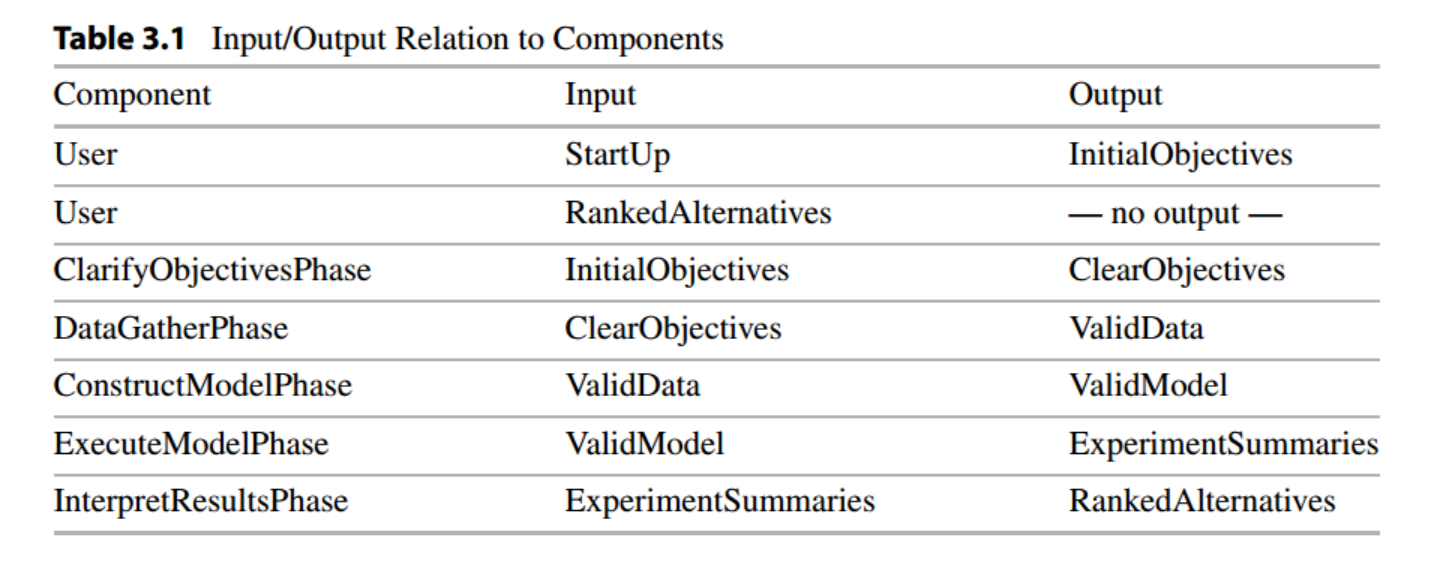 Table 3.1 Input/Output Relation to Components
Component Input Output
User StartUp InitialObjectives
User RankedAlternatives — no output —
ClarifyObjectivesPhase InitialObjectives ClearObjectives
DataGatherPhase ClearObjectives ValidData
ConstructModelPhase ValidData ValidModel
ExecuteModelPhase ValidModel ExperimentSummaries
InterpretResultsPhase ExperimentSummaries RankedAlternatives